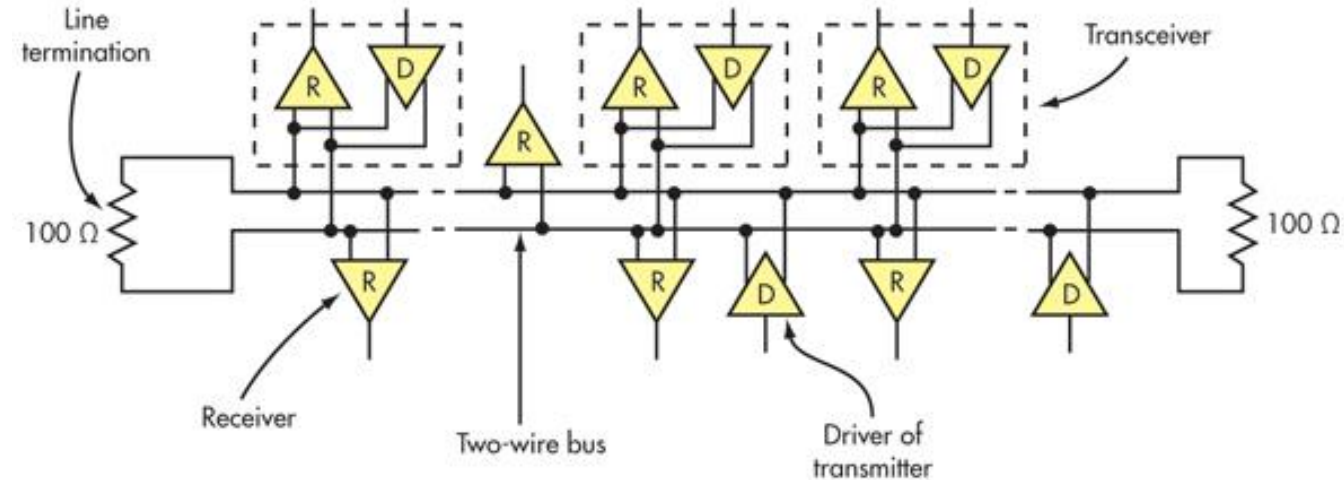 Line
termination
R
D
R
R
D
R
D
Transceiver
100 Ω
100 Ω
R
R
D
R
D
Receiver
Two-wire bus
Driver of
transmitter